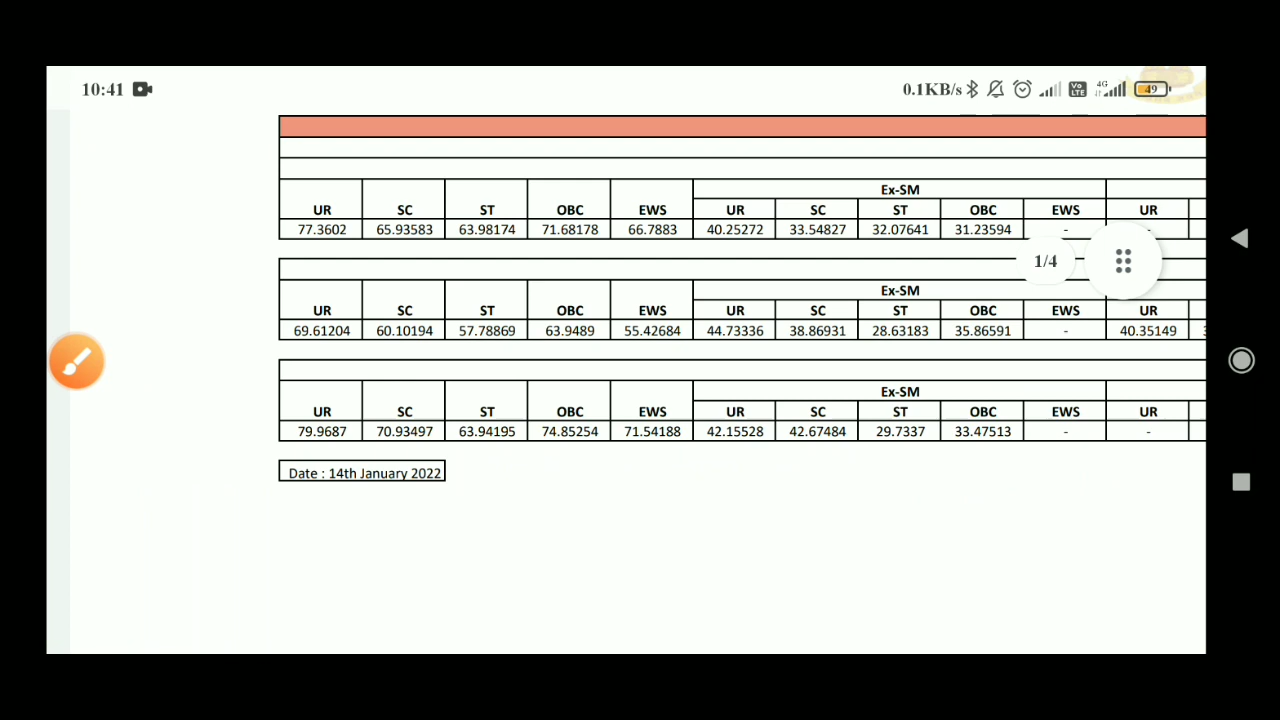 10:41 0.1KB/s Vo LTE 4G 49
Ex-SM
UR SC ST OBC EWS UR SC ST OBC EWS UR
77.3602 65.93583 63.98174 71.68178 66.7883 40.25272 33.54827 32.07641 31.23594 - -
1/4
Ex-SM
UR SC ST OBC EWS UR SC ST OBC EWS UR
69.61204 60.10194 57.78869 63.9489 55.42684 44.73336 38.86931 28.63183 35.86591 - 40.35149
Ex-SM
UR SC ST OBC EWS UR SC ST OBC EWS UR
79.9687 70.93497 63.94195 74.85254 71.54188 42.15528 42.67484 29.7337 33.47513 - -
Date : 14th January 2022